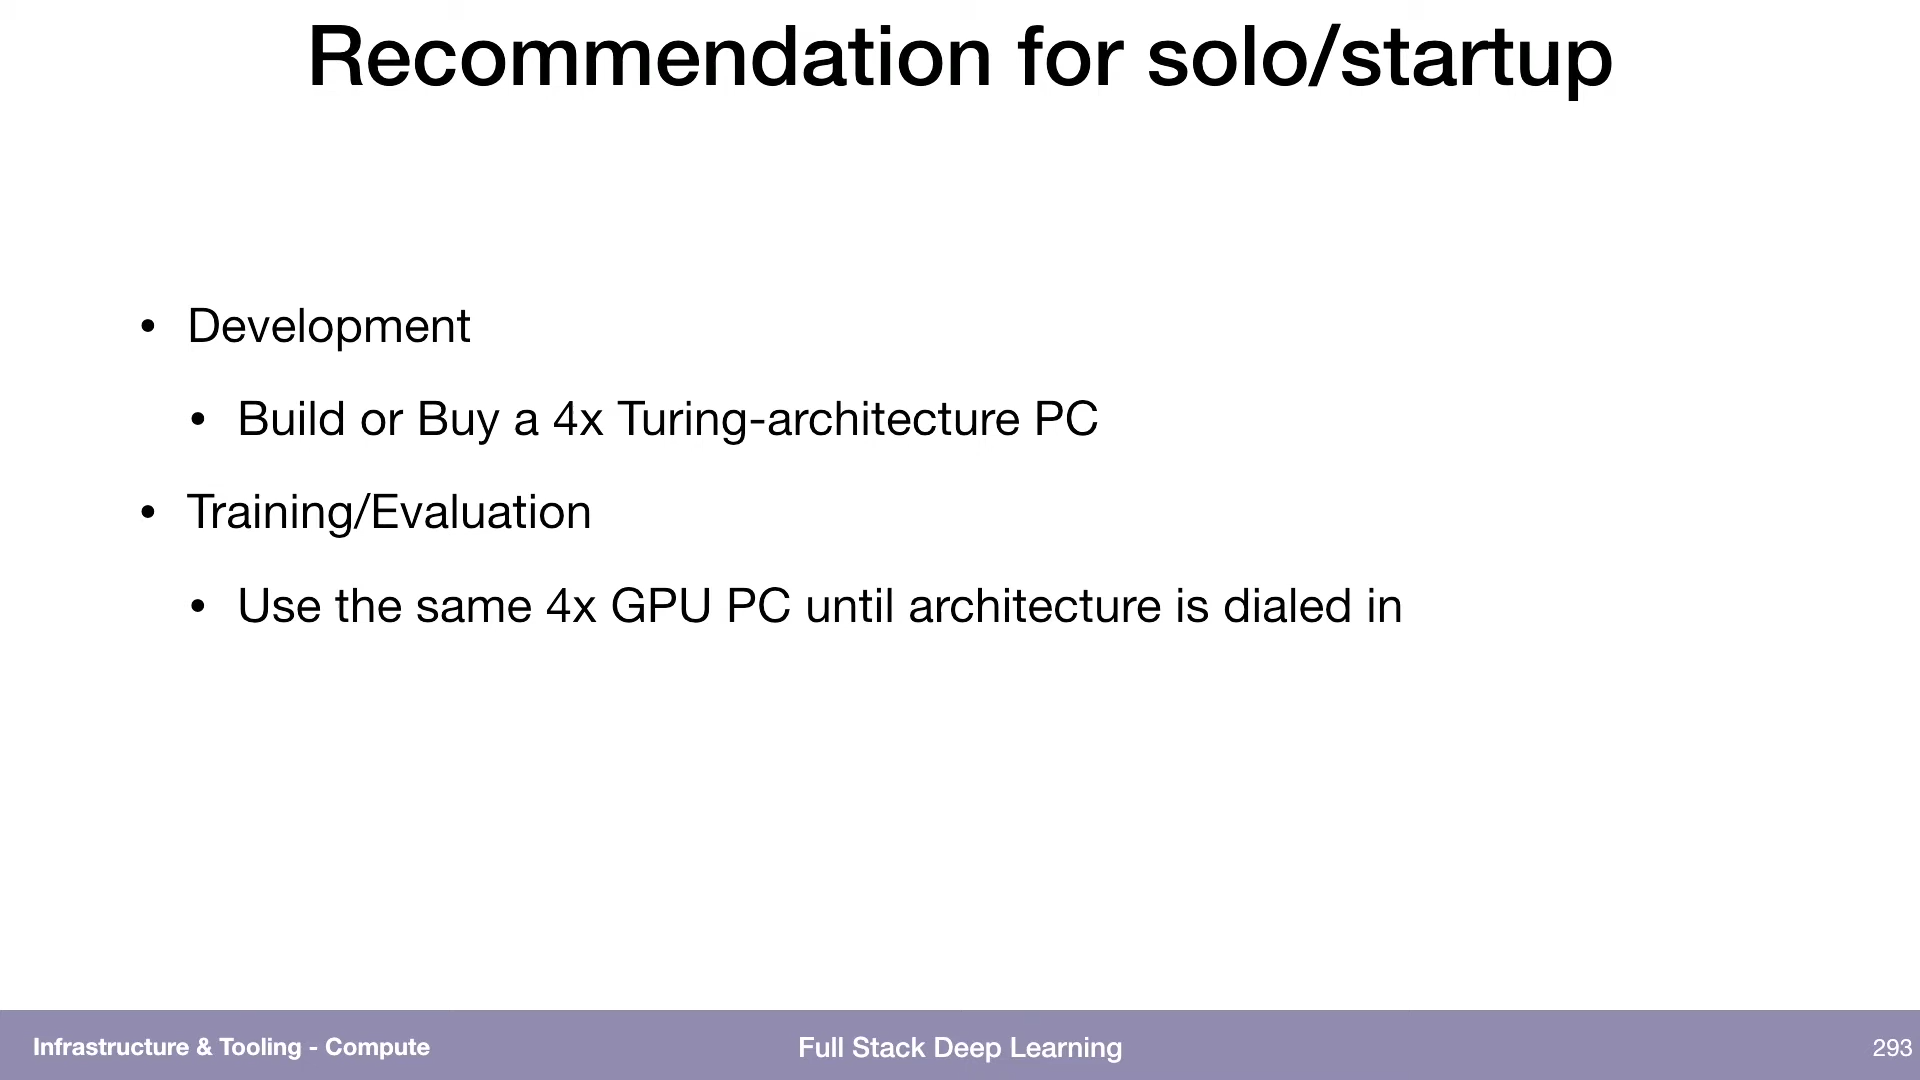 Recommendation for solo/startup
• Development
• Build or Buy a 4x Turing-architecture PC
• Training/Evaluation
• Use the same 4x GPU PC until architecture is dialed in
Infrastructure & Tooling - Compute
Full Stack Deep Learning
293